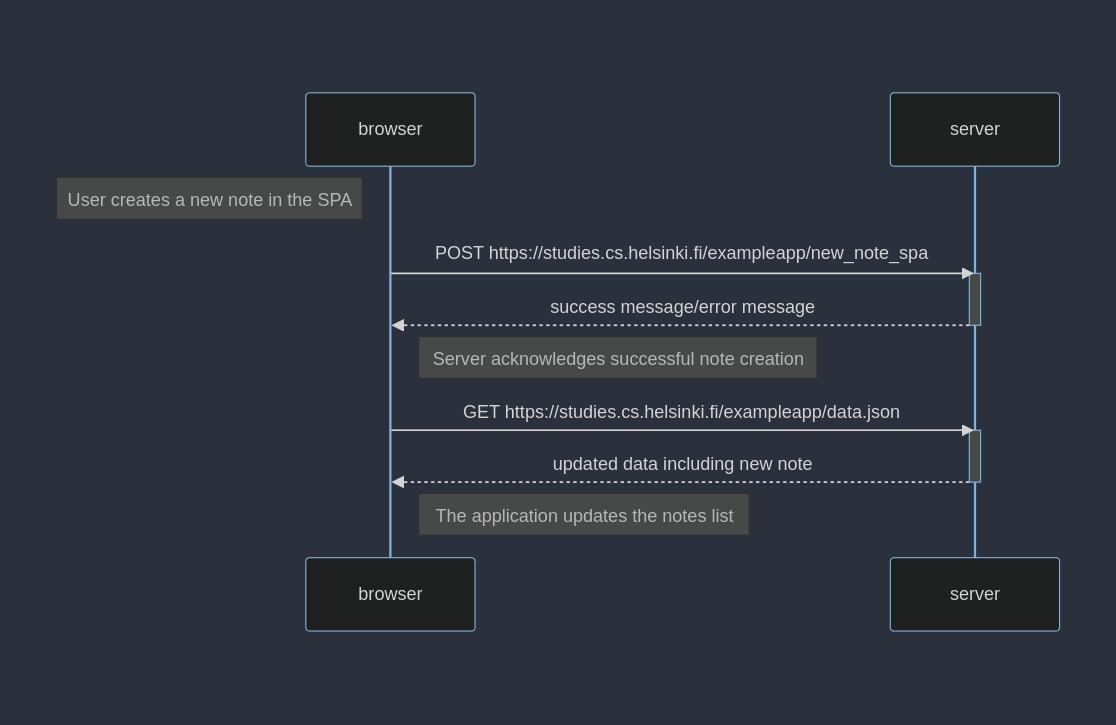 browser
server
User creates a new note in the SPA
POST https://studies.cs.helsinki.fi/exampleapp/new_note_spa
success message/error message
Server acknowledges successful note creation
GET https://studies.cs.helsinki.fi/exampleapp/data.json
updated data including new note
The application updates the notes list
browser
server